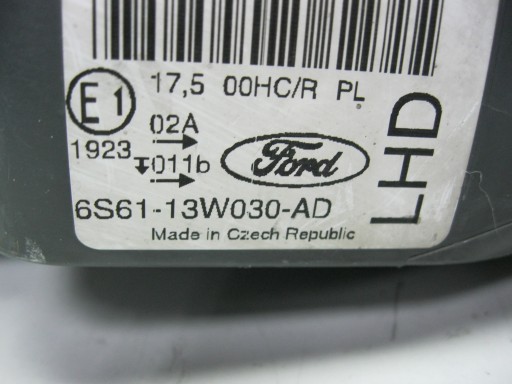 E1 17,5 00HC/R PL
02A
1923
011b
Ford
6S61-13W030-AD
Made in Czech Republic
LHD